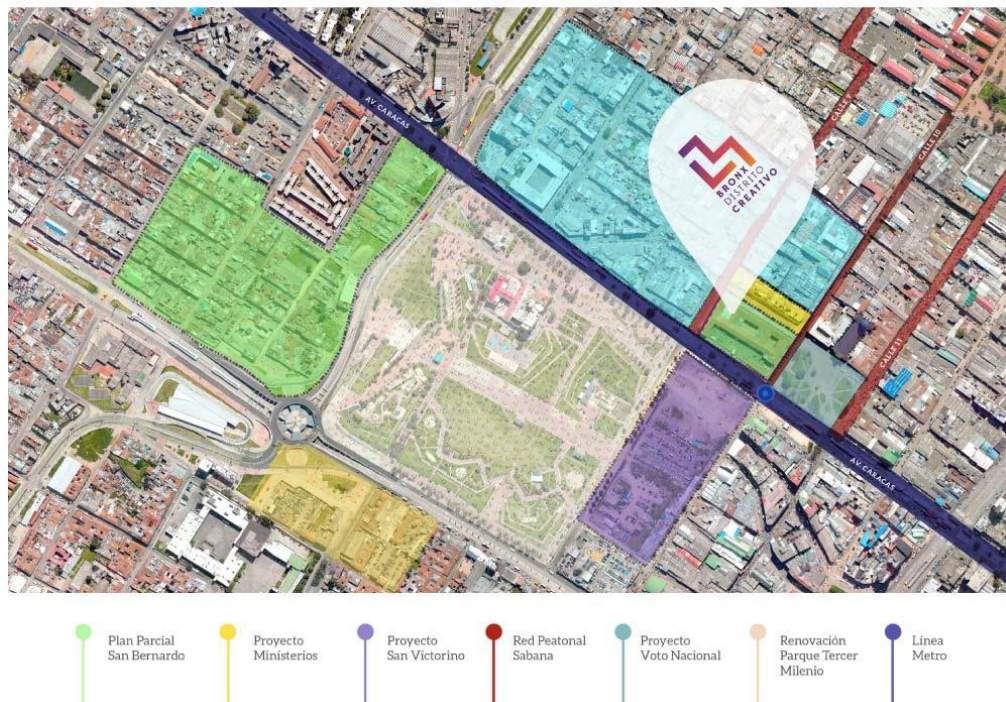 AV. CARACAS
BRONX
DISTRITO
CREATIVO
CALLE 10
CALLE 11
AV. CARACAS
Plan Parcial
San Bernardo
Proyecto
Ministerios
Proyecto
San Victorino
Red Peatonal
Sabana
Proyecto
Voto Nacional
Renovación
Parque Tercer
Milenio
Línea
Metro